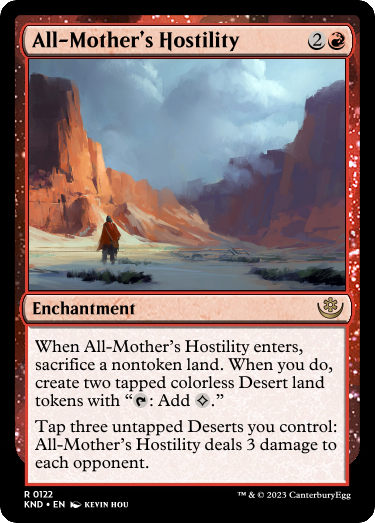 All-Mother's Hostility 2
Enchantment
When All-Mother's Hostility enters,
sacrifice a nontoken land. When you do,
create two tapped colorless Desert land
tokens with “: Add .”
Tap three untapped Deserts you control:
All-Mother's Hostility deals 3 damage to
each opponent.
R 0122
KND • EN KEVIN HOU
™ & © 2023 CanterburyEgg